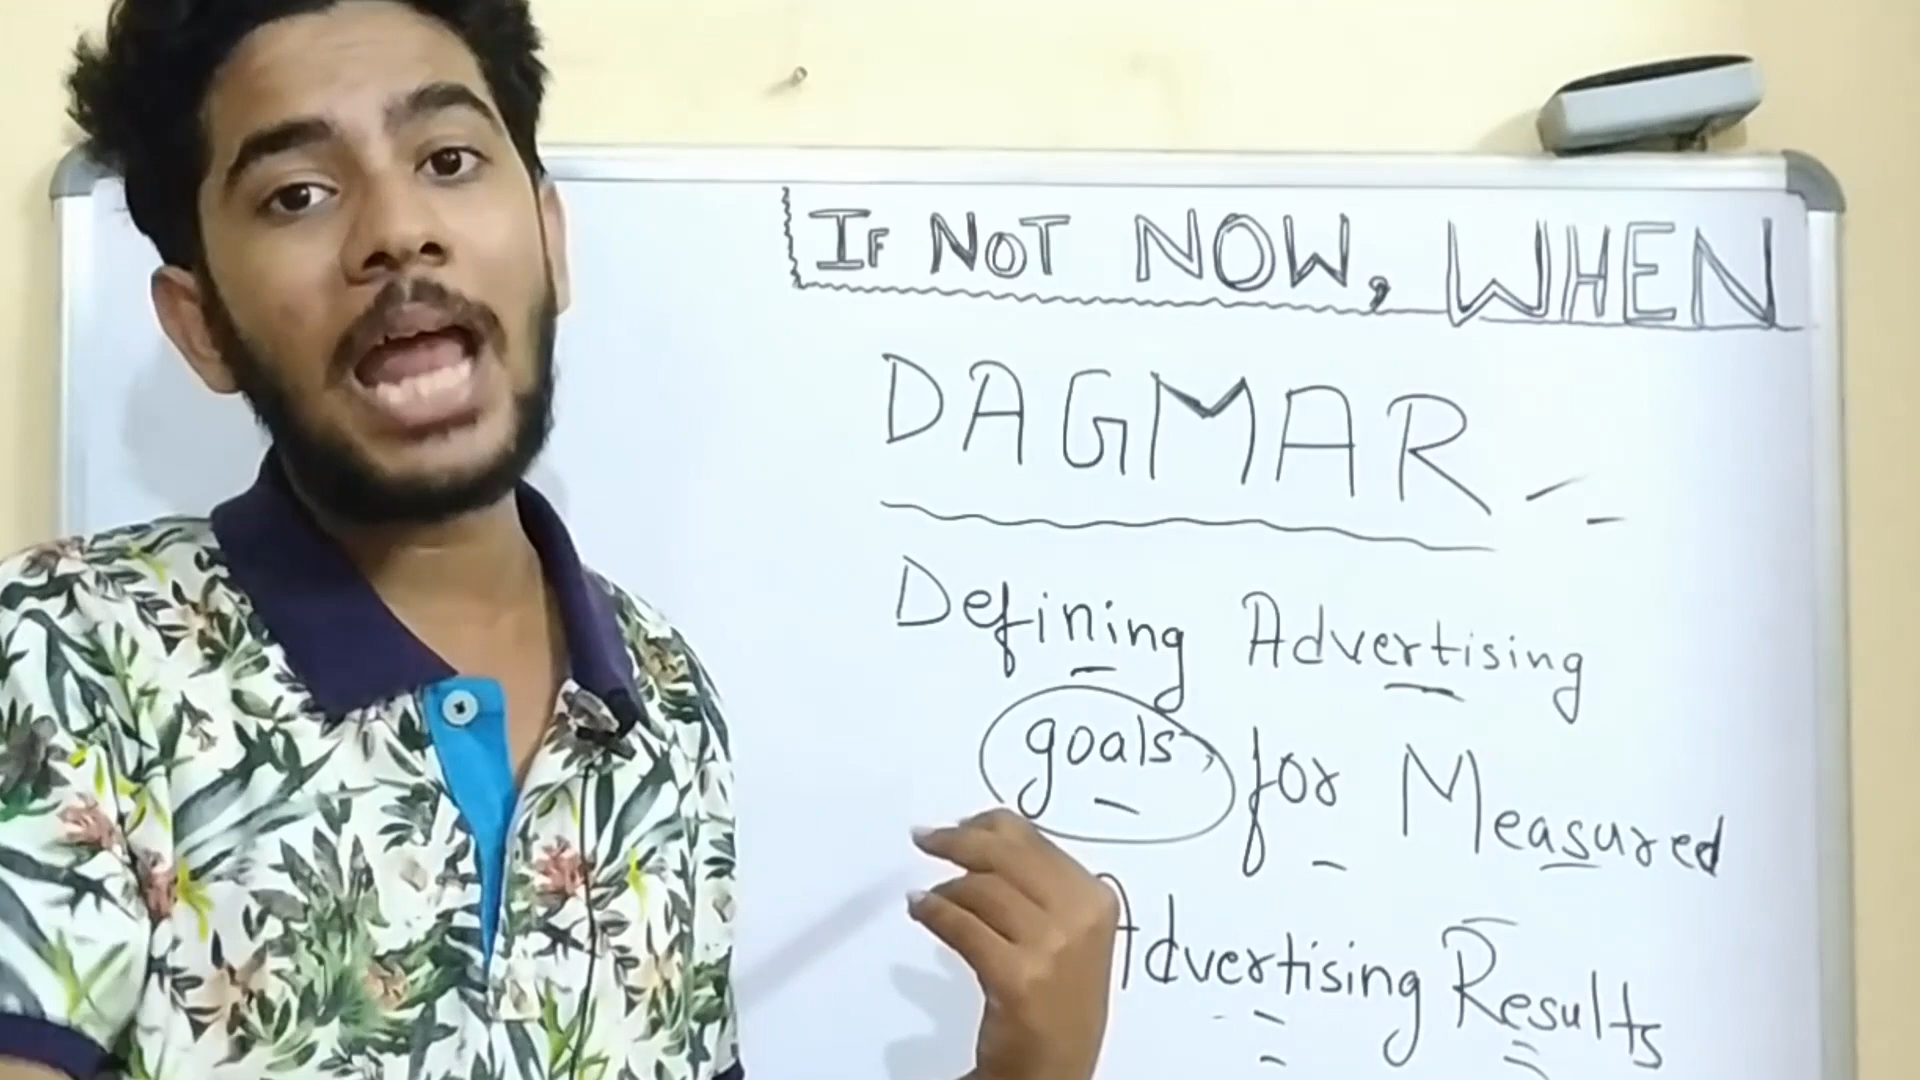 IF NOT NOW, WHEN
DAGMAR --
Defining Advertising
goals, for Measured
Advertising Results